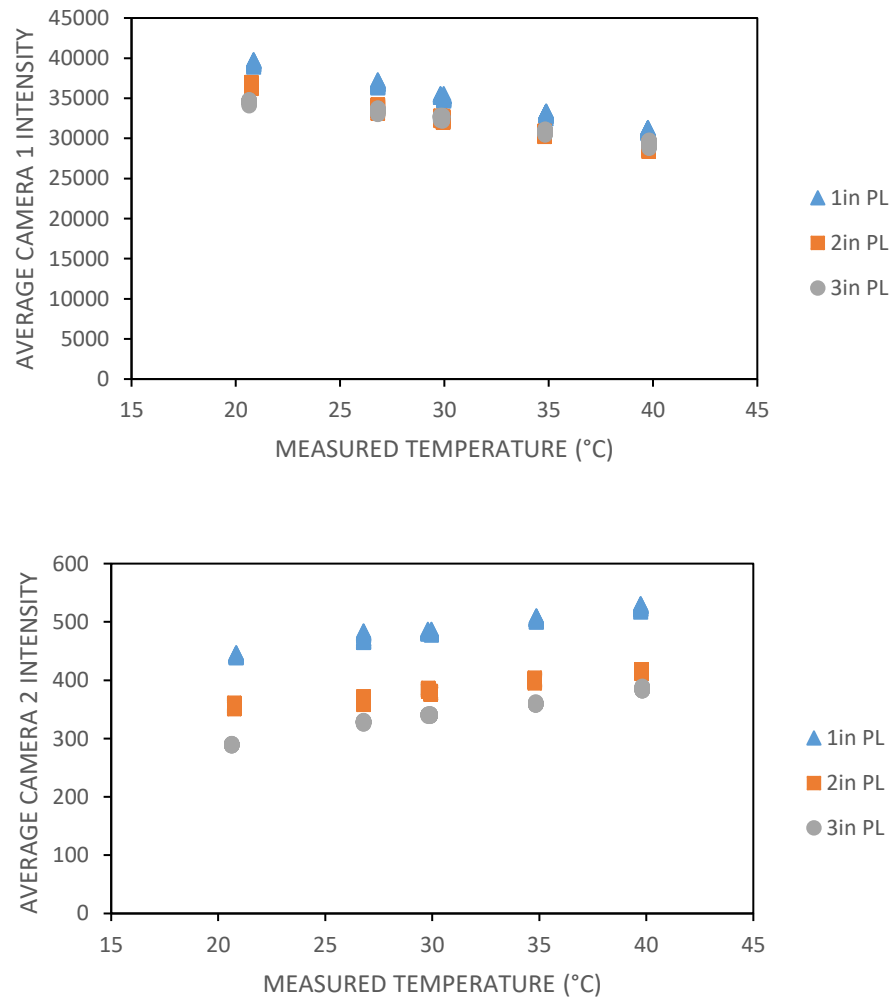 AVERAGE CAMERA 1 INTENSITY
45000
40000
35000
30000
25000
20000
15000
10000
5000
0
15 20 25 30 35 40 45
MEASURED TEMPERATURE (°C)
1in PL
2in PL
3in PL
AVERAGE CAMERA 2 INTENSITY
600
500
400
300
200
100
0
15 20 25 30 35 40 45
MEASURED TEMPERATURE (°C)
1in PL
2in PL
3in PL